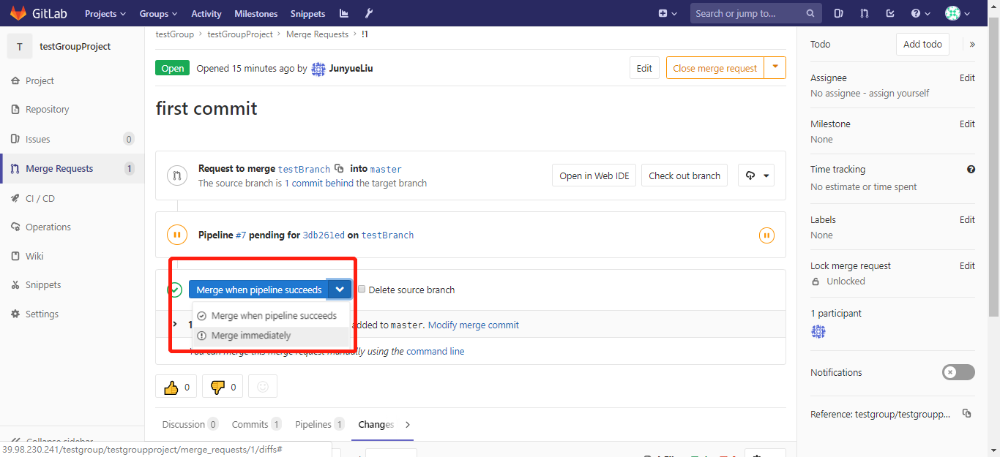 GitLab Projects Groups Activity Milestones Snippets Search or jump to...
T testGroupProject
Project
Repository
Issues 0
Merge Requests 1
CI / CD
Operations
Wiki
Snippets
Settings
Collapse sidebar
testGroup > testGroupProject > Merge Requests > !1
Open Opened 15 minutes ago by JunyueLiu Edit Close merge request
first commit
Request to merge testBranch into master
The source branch is 1 commit behind the target branch
Open in Web IDE Check out branch
Pipeline #7 pending for 3db261ed on testBranch
Merge when pipeline succeeds Delete source branch
Merge when pipeline succeeds
Merge immediately
1 added to master. Modify merge commit
You can merge this merge request manually using the command line
0 0
Discussion 0 Commits 1 Pipelines 1 Changes
Todo Add todo »
Assignee Edit
No assignee - assign yourself
Milestone Edit
None
Time tracking
No estimate or time spent
Labels Edit
None
Lock merge request Edit
Unlocked
1 participant
Notifications
Reference: testgroup/testgroupp...
39.98.230.241/testgroup/testgroupproject/merge_requests/1/diffs#